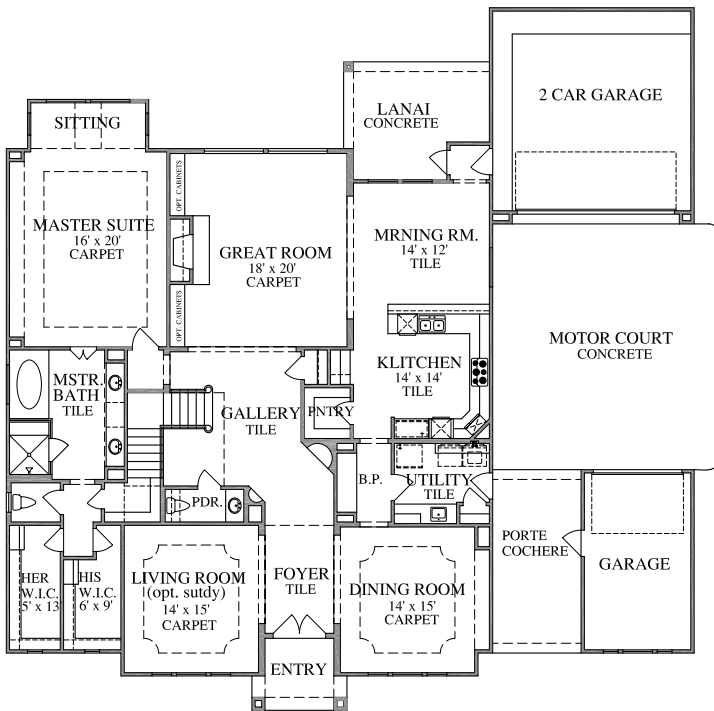 2 CAR GARAGE
LANAI
CONCRETE
SITTING
OPT. CABINETS
MASTER SUITE
16' x 20'
CARPET
GREAT ROOM
18' x 20'
CARPET
MRNING RM.
14' x 12'
TILE
OPT. CABINETS
MOTOR COURT
CONCRETE
KLITCHEN
14' x 14'
TILE
MSTR.
BATH
TILE
GALLERY
TILE
PNTRY
B.P.
UTILITY
TILE
PDR.
PORTE
COCHERE
GARAGE
HER
W.I.C.
5' x 13'
HIS
W.I.C.
6' x 9'
LIVING ROOM
(opt. sutdy)
14' x 15'
CARPET
FOYER
TILE
DINING ROOM
14' x 15'
CARPET
ENTRY